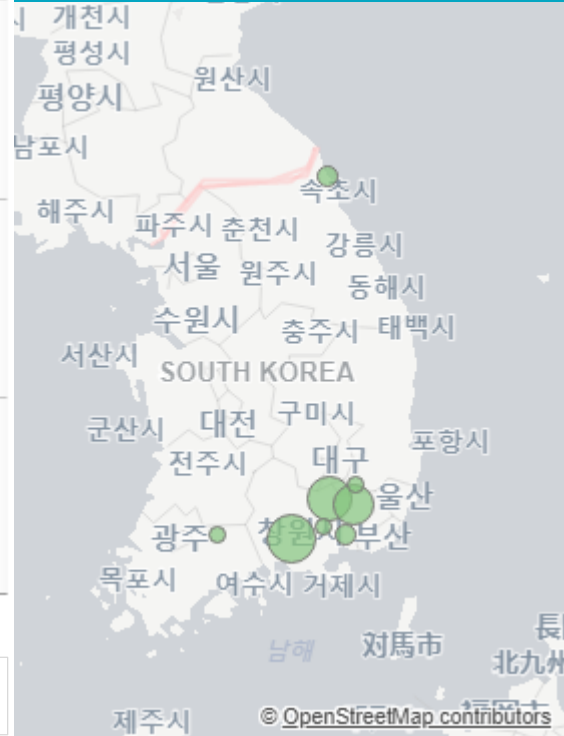 개천시
평성시
원산시
평양시
남포시
속초시
해주시
파주시 춘천시
강릉시
서울 원주시
동해시
수원시
충주시 태백시
서산시
SOUTH KOREA
군산시 대전 구미시
포항시
전주시 대구
울산
광주 창원시 부산
목포시 여수시 거제시
남해
対馬市
北九州
제주시
© OpenStreetMap contributors